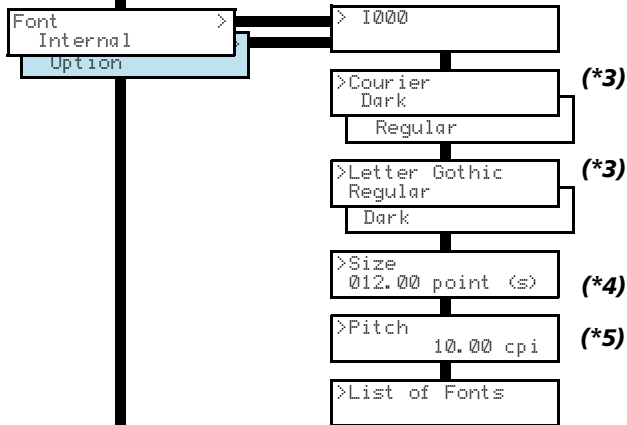 Font >
Internal
>
Option
> I000
>Courier
Dark
(*3)
Regular
>Letter Gothic
Regular
(*3)
Dark
>Size
012.00 point (s)
(*4)
>Pitch
10.00 cpi
(*5)
>List of Fonts